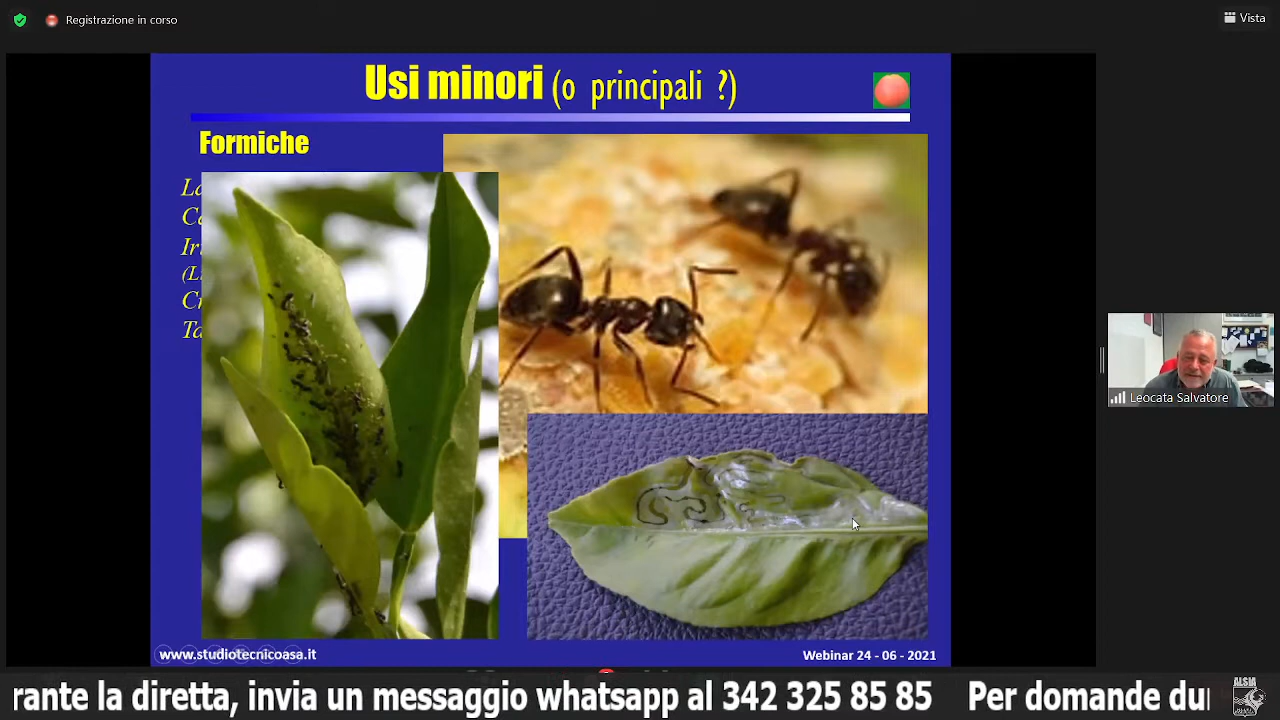 Registrazione in corso
Vista
Usi minori (o principali ?)
Formiche
Leocata Salvatore
www.studiotecnicoasa.it
Webinar 24 - 06 - 2021
rante la diretta, invia un messaggio whatsapp al 342 325 85 85 Per domande du